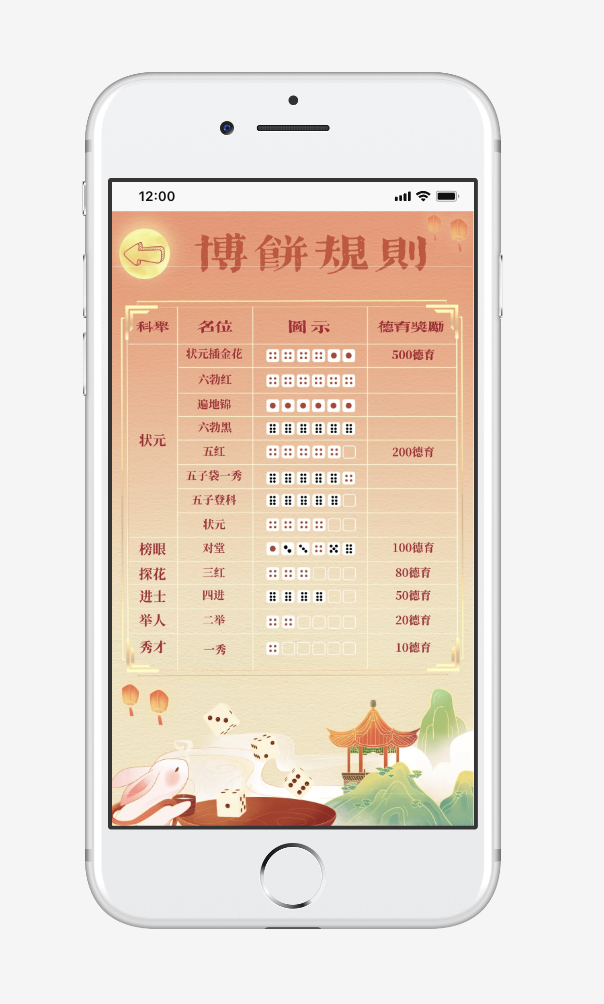 12:00
博餅規則
科舉 名位 圖示 德育獎勵
状元 状元插金花 500德育
六勃红
遍地锦
六勃黑
五红 200德育
五子袋一秀
五子登科
状元
榜眼 对堂 100德育
探花 三红 80德育
进士 四进 50德育
举人 二举 20德育
秀才 一秀 10德育